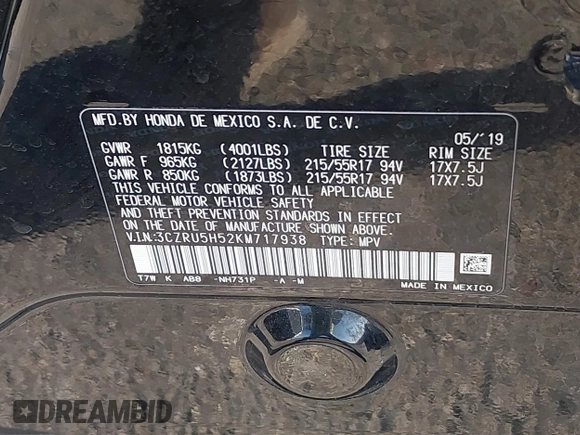 MFD.BY HONDA DE MEXICO S.A. DE C.V.
05/'19
GVWR 1815KG (4001LBS) TIRE SIZE RIM SIZE
GAWR F 965KG (2127LBS) 215/55R17 94V 17X7.5J
GAWR R 850KG (1873LBS) 215/55R17 94V 17X7.5J
THIS VEHICLE CONFORMS TO ALL APPLICABLE
FEDERAL MOTOR VEHICLE SAFETY
AND THEFT PREVENTION STANDARDS IN EFFECT
ON THE DATE OF MANUFACTURE SHOWN ABOVE.
V.I.N:3CZRU5H52KM717938 TYPE: MPV
T7W K AB8 -NH731P -A -M
MADE IN MEXICO
DREAMBID